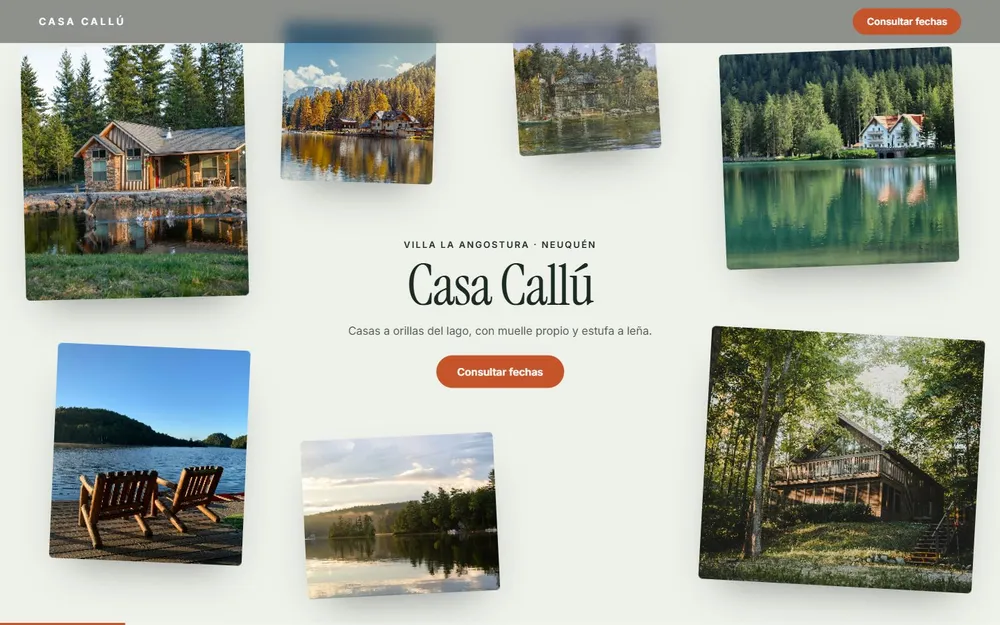 CASA CALLÚ
Consultar fechas
VILLA LA ANGOSTURA · NEUQUÉN
Casa Callú
Casas a orillas del lago, con muelle propio y estufa a leña.
Consultar fechas